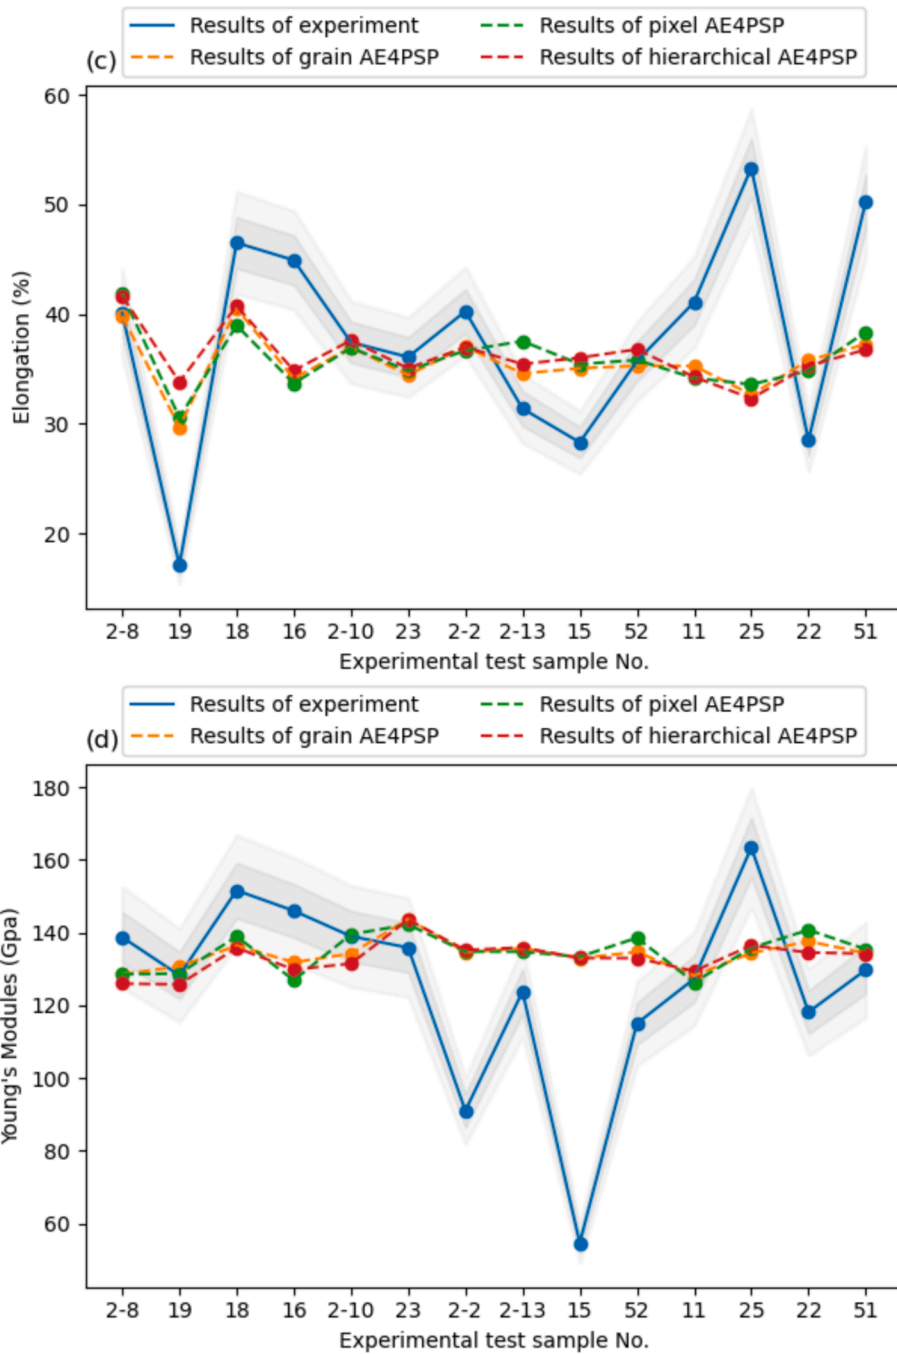 (c)
Results of experiment
Results of pixel AE4PSP
Results of grain AE4PSP
Results of hierarchical AE4PSP
Elongation (%)
60
50
40
30
20
2-8 19 18 16 2-10 23 2-2 2-13 15 52 11 25 22 51
Experimental test sample No.
(d)
Results of experiment
Results of pixel AE4PSP
Results of grain AE4PSP
Results of hierarchical AE4PSP
Young's Modules (Gpa)
180
160
140
120
100
80
60
2-8 19 18 16 2-10 23 2-2 2-13 15 52 11 25 22 51
Experimental test sample No.